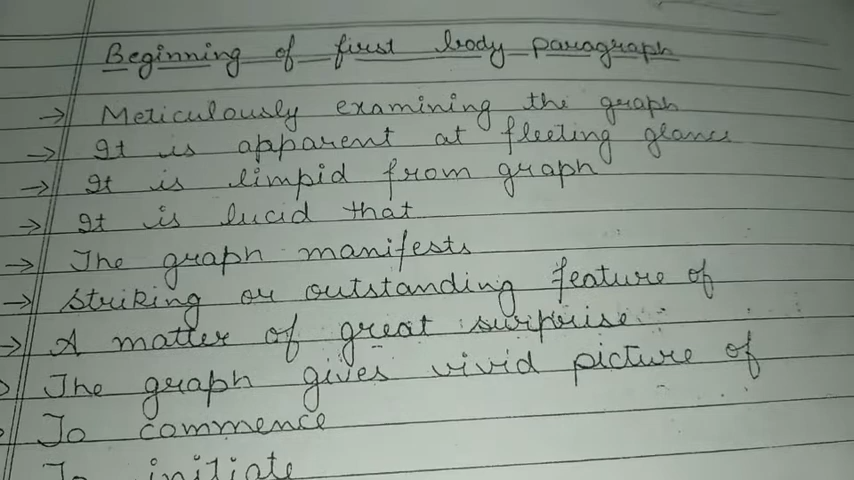 Beginning of first body paragraph
→ Meticulously examining the graph
→ It is apparent at fleeting glance
→ It is limpid from graph
→ It is lucid that
→ The graph manifests
→ Striking or outstanding feature of
→ A matter of great surprise
The graph gives vivid picture of
To commence
To initiate